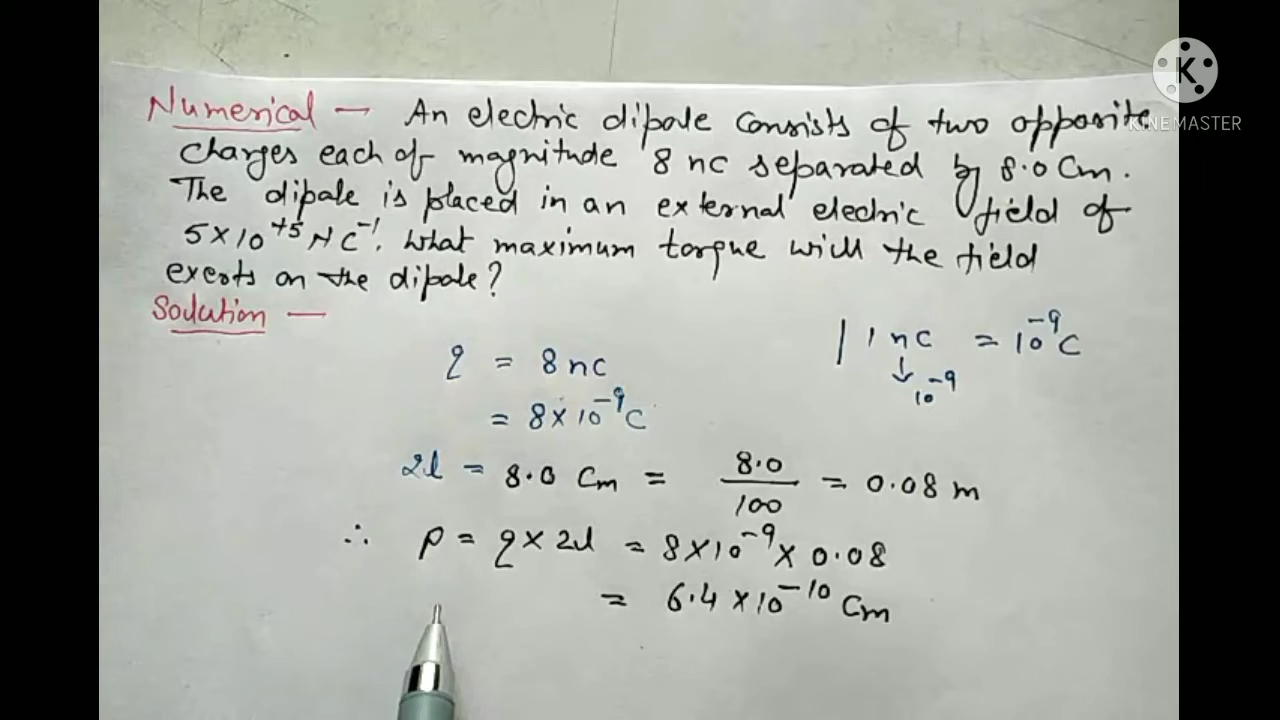 Numerical — An electric dipole consists of two opposite
charges each of magnitude 8 nc separated by 8.0 Cm.
The dipole is placed in an external electric field of
5×10⁺⁵ N C⁻¹. What maximum torque will the field
exerts on the dipole?
Solution —
| 1 nc = 10⁻⁹ C
↓
10⁻⁹
q = 8 nc
= 8×10⁻⁹ C
2l = 8.0 Cm = 8.0/100 = 0.08 m
∴ p = q × 2l = 8×10⁻⁹ × 0.08
= 6.4 × 10⁻¹⁰ Cm
K
KINEMASTER